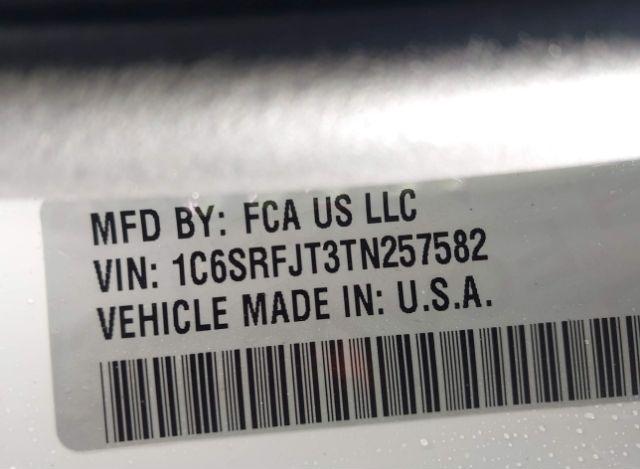 MFD BY: FCA US LLC
VIN: 1C6SRFJT3TN257582
VEHICLE MADE IN: U.S.A.